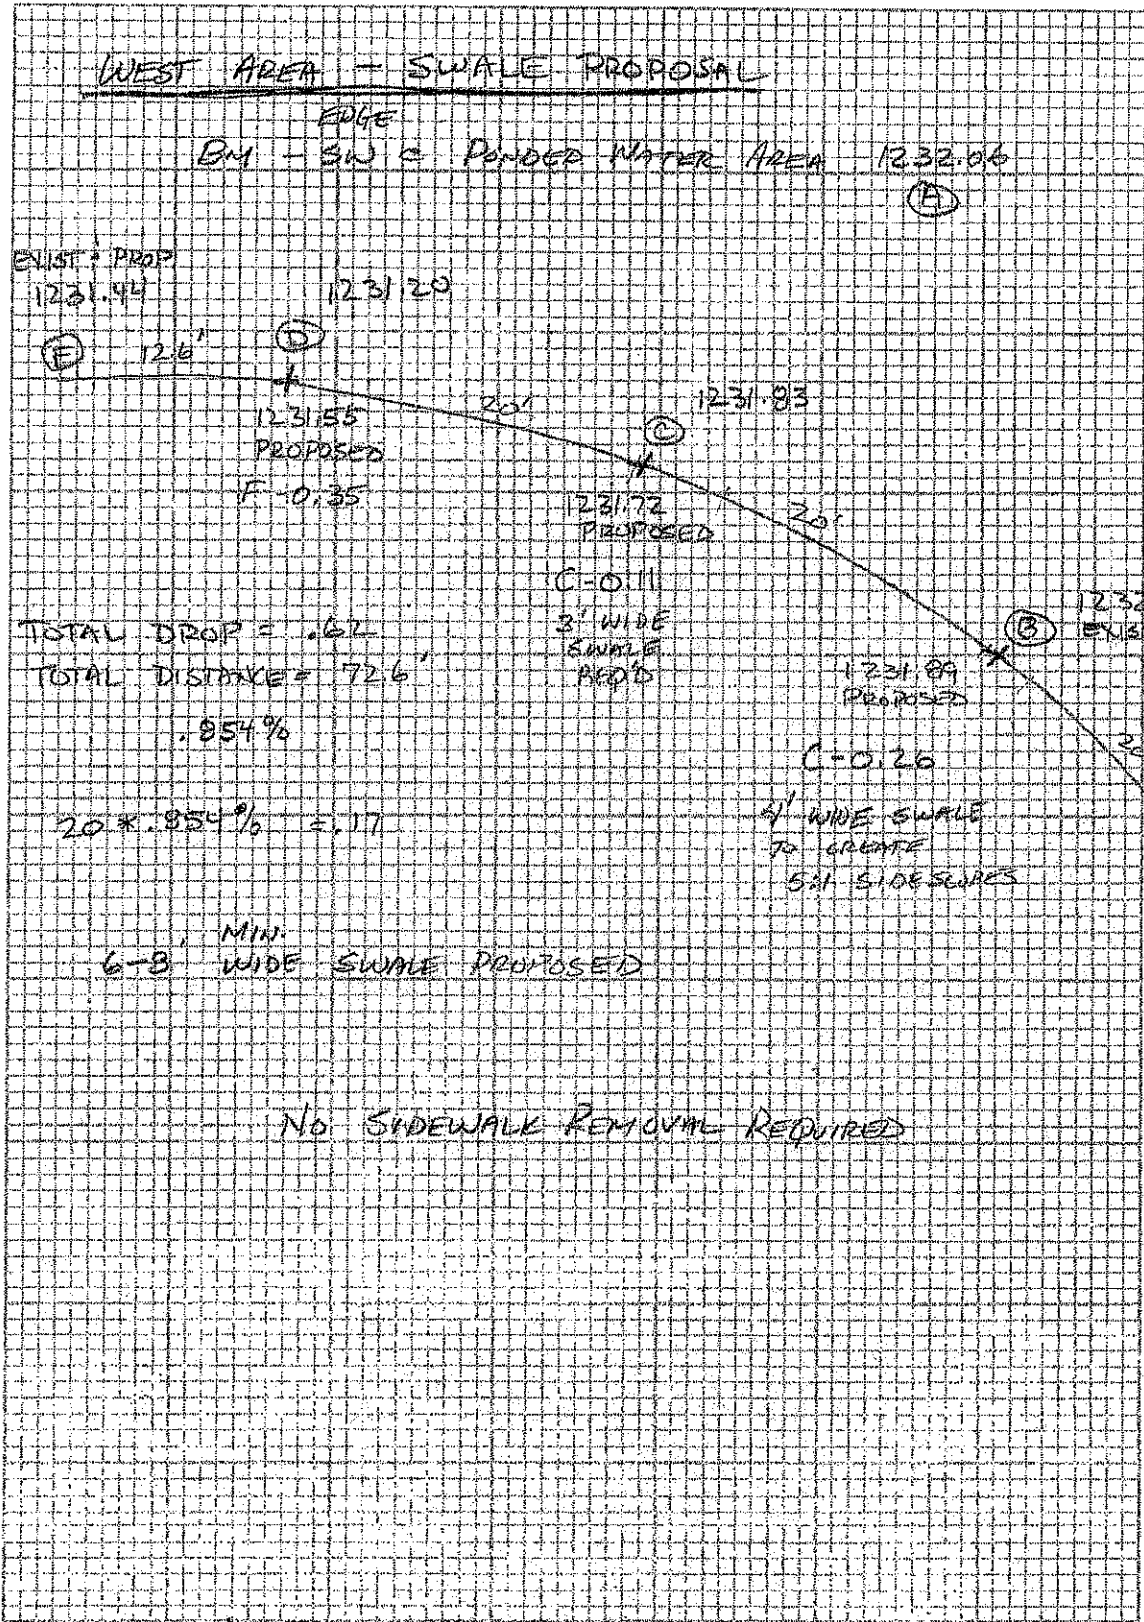 WEST AREA - SWALE PROPOSAL
EDGE
BM - SW @ PONDED WATER AREA 1232.06
A
EXIST & PROP
1231.44
1231.20
E 12.6' D
1231.55
PROPOSED
F-0.35
20'
C
1231.83
1231.72
PROPOSED
C-0.11
3' WIDE
SWALE
REQ'D
20'
B
1231.89
PROPOSED
C-0.26
4' WIDE SWALE
TO CREATE
5:1 SIDESLOPES
TOTAL DROP = .62
TOTAL DISTANCE = 72.6'
.854%
20 * .854% = .17
MIN.
6-8' WIDE SWALE PROPOSED
NO SIDEWALK REMOVAL REQUIRED